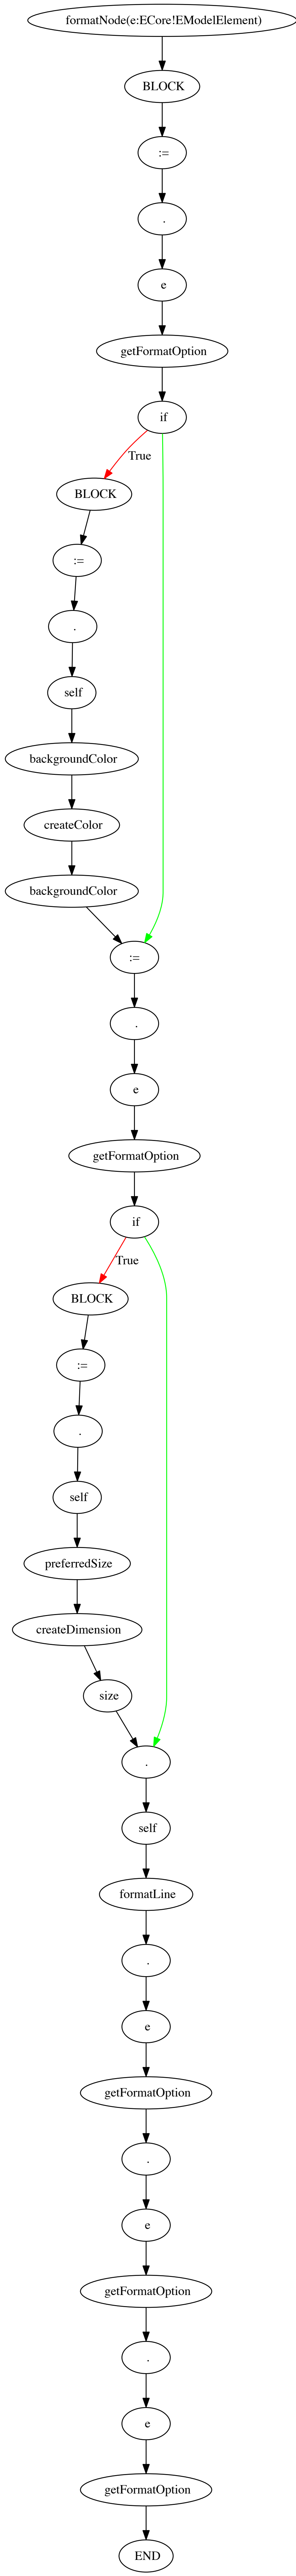 formatNode(e:ECore!EModelElement)
BLOCK
:=
.
e
getFormatOption
if
True
BLOCK
:=
.
self
backgroundColor
createColor
backgroundColor
:=
.
e
getFormatOption
if
True
BLOCK
:=
.
self
preferredSize
createDimension
size
.
self
formatLine
.
e
getFormatOption
.
e
getFormatOption
.
e
getFormatOption
END